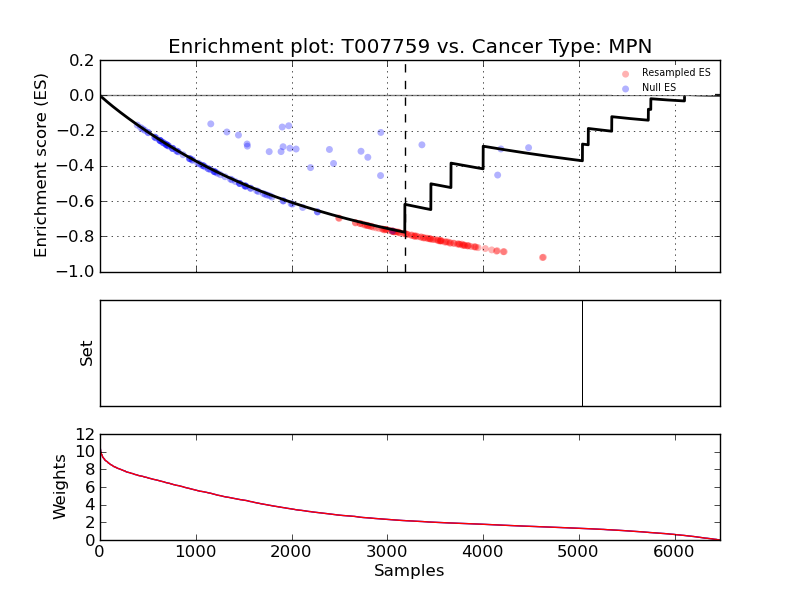 Enrichment plot: T007759 vs. Cancer Type: MPN
Enrichment score (ES)
0.2
0.0
−0.2
−0.4
−0.6
−0.8
−1.0
Resampled ES
Null ES
Set
Weights
12
10
8
6
4
2
0
0 1000 2000 3000 4000 5000 6000
Samples